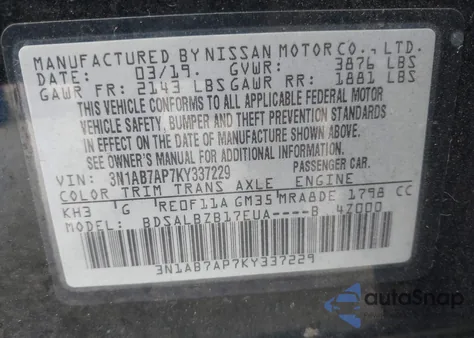 MANUFACTURED BY NISSAN MOTOR CO., LTD.
DATE: 03/19. GVWR: 3876 LBS
GAWR FR: 2143 LBS GAWR RR: 1881 LBS
THIS VEHICLE CONFORMS TO ALL APPLICABLE FEDERAL MOTOR
VEHICLE SAFETY, BUMPER AND THEFT PREVENTION STANDARDS
IN EFFECT ON THE DATE OF MANUFACTURE SHOWN ABOVE.
SEE OWNER'S MANUAL FOR ADDITIONAL INFORMATION.
VIN: 3N1AB7AP7KY337229 PASSENGER CAR
COLOR TRIM TRANS AXLE ENGINE
KH3 G RE0F11A GM35 MRA8DE 1798 CC
MODEL: BDSALBZB17EUA----B 4Z000
3N1AB7AP7KY337229
autoSnap